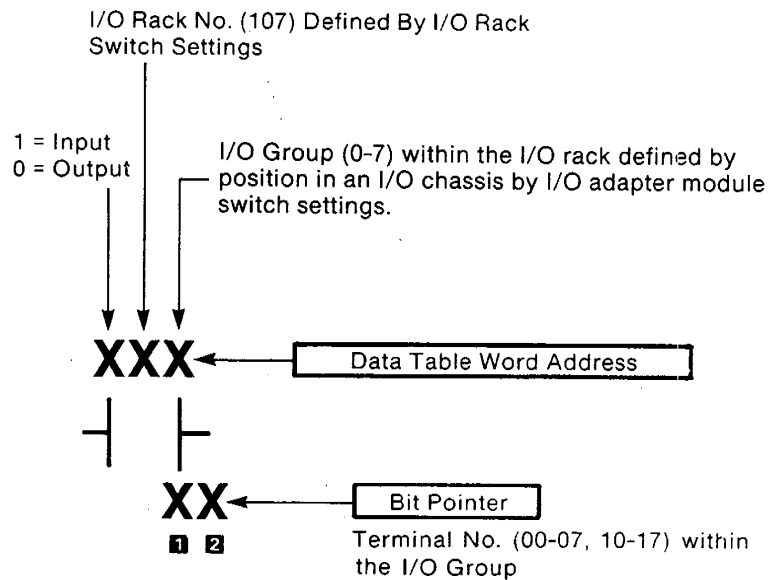 I/O Rack No. (107) Defined By I/O Rack
Switch Settings
1 = Input
0 = Output
I/O Group (0-7) within the I/O rack defined by
position in an I/O chassis by I/O adapter module
switch settings.
XXX
Data Table Word Address
XX
Bit Pointer
1 2
Terminal No. (00-07, 10-17) within
the I/O Group